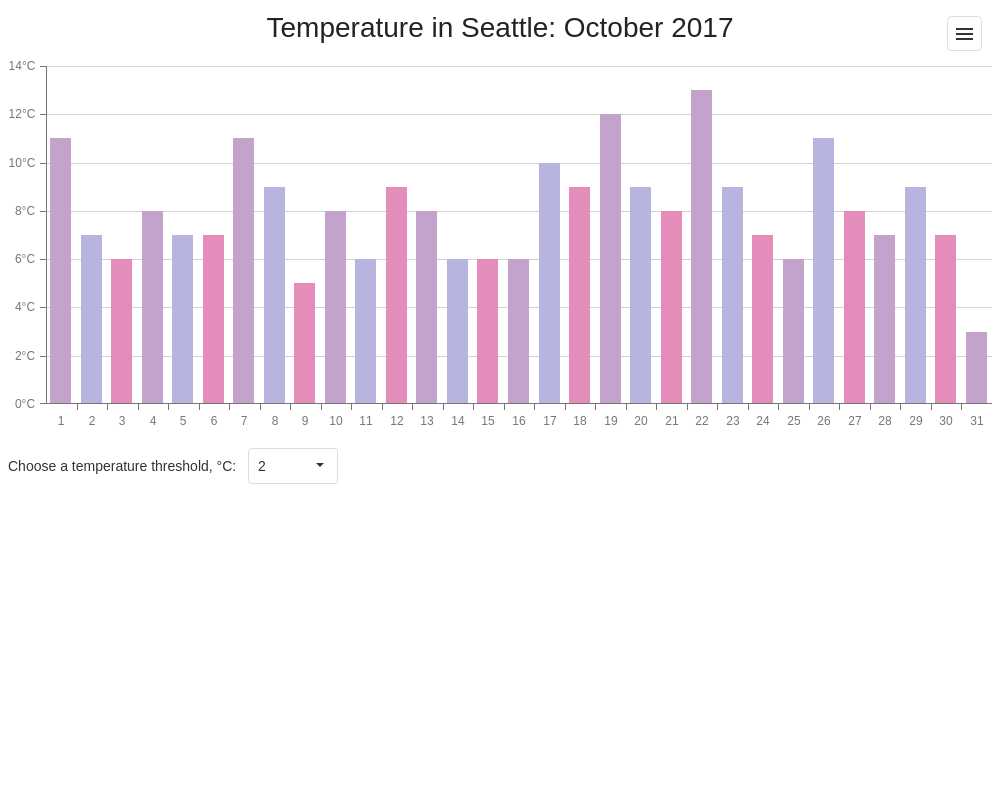 Temperature in Seattle: October 2017
14°C
12°C
10°C
8°C
6°C
4°C
2°C
0°C
1 2 3 4 5 6 7 8 9 10 11 12 13 14 15 16 17 18 19 20 21 22 23 24 25 26 27 28 29 30 31
Choose a temperature threshold, °C: 2